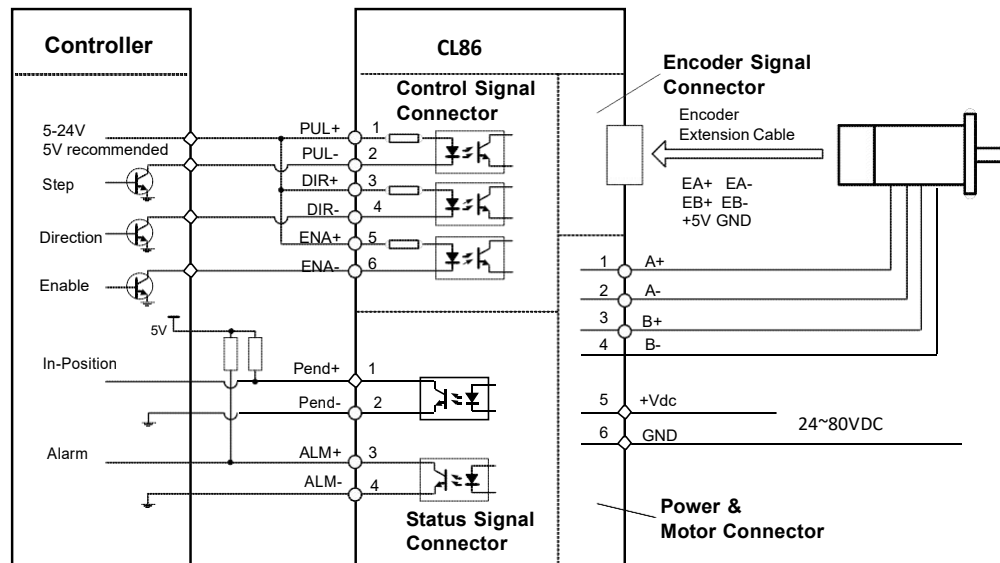 Controller
5-24V
5V recommended
Step
Direction
Enable
5V
In-Position
Alarm
CL86
Control Signal
Connector
PUL+ 1
PUL- 2
DIR+ 3
DIR- 4
ENA+ 5
ENA- 6
Pend+ 1
Pend- 2
ALM+ 3
ALM- 4
Status Signal
Connector
Encoder Signal
Connector
Encoder
Extension Cable
EA+ EA-
EB+ EB-
+5V GND
1 A+
2 A-
3 B+
4 B-
5 +Vdc
6 GND
24~80VDC
Power &
Motor Connector